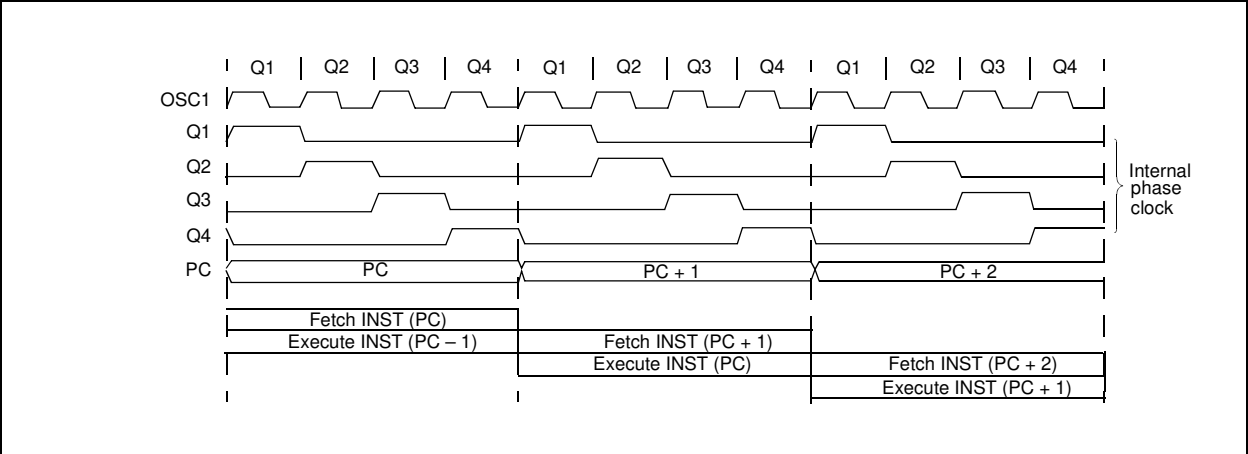 Q1 Q2 Q3 Q4 Q1 Q2 Q3 Q4 Q1 Q2 Q3 Q4
OSC1
Q1
Q2
Q3
Q4
PC
Internal
phase
clock
PC PC + 1 PC + 2
Fetch INST (PC)
Execute INST (PC – 1) Fetch INST (PC + 1)
Execute INST (PC) Fetch INST (PC + 2)
Execute INST (PC + 1)